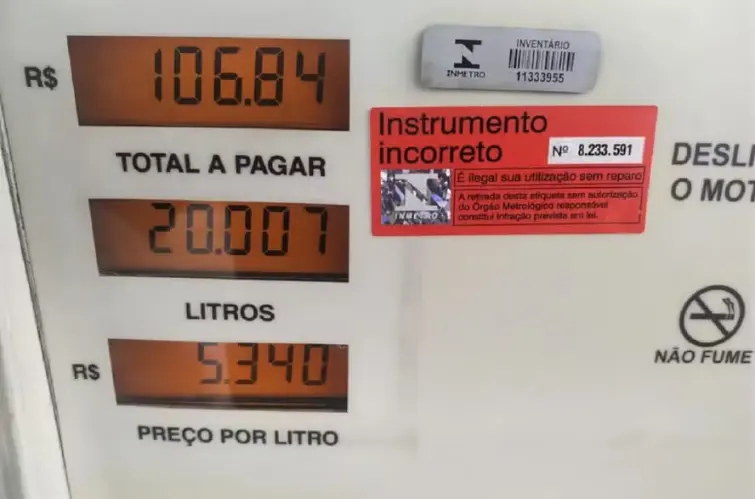 R$ 106.84
TOTAL A PAGAR
20.007
LITROS
R$ 5.340
PREÇO POR LITRO
INMETRO
INVENTÁRIO
11333955
Instrumento
incorreto
Nº 8.233.591
É ilegal sua utilização sem reparo
A retirada desta etiqueta sem autorização
do Órgão Metrológico responsável
constitui infração prevista em lei.
INMETRO
DESLI
O MOT
NÃO FUME